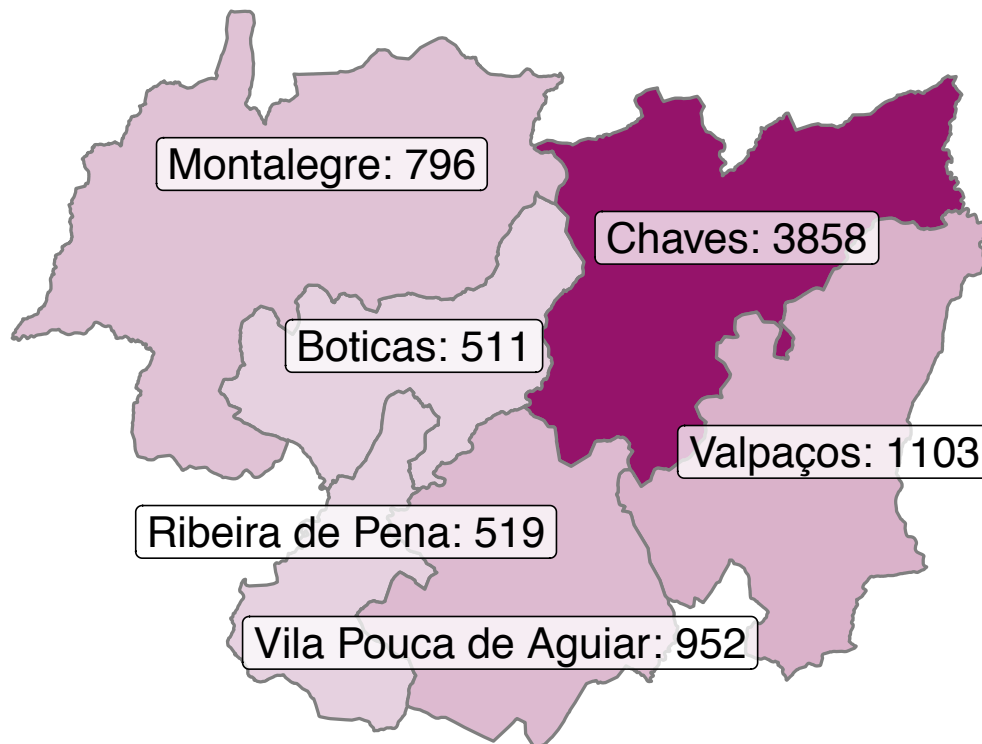 Montalegre: 796
Chaves: 3858
Boticas: 511
Valpaços: 1103
Ribeira de Pena: 519
Vila Pouca de Aguiar: 952